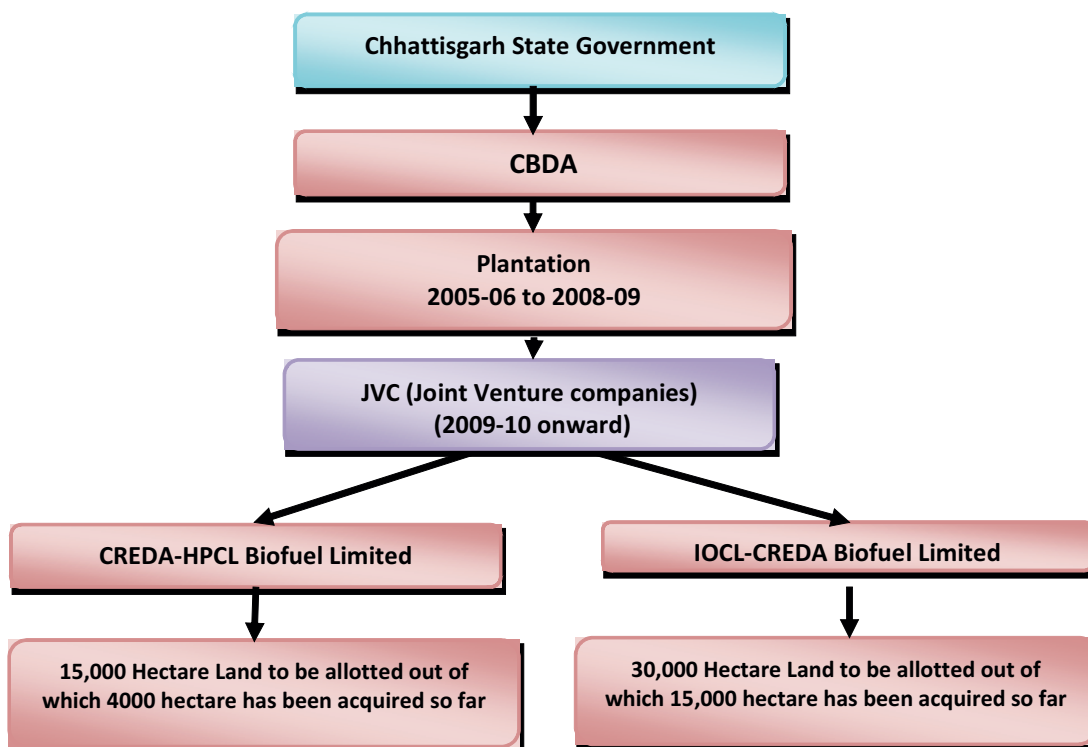 Chhattisgarh State Government
CBDA
Plantation
2005-06 to 2008-09
JVC (Joint Venture companies)
(2009-10 onward)
CREDA-HPCL Biofuel Limited
IOCL-CREDA Biofuel Limited
15,000 Hectare Land to be allotted out of
which 4000 hectare has been acquired so far
30,000 Hectare Land to be allotted out of
which 15,000 hectare has been acquired so far